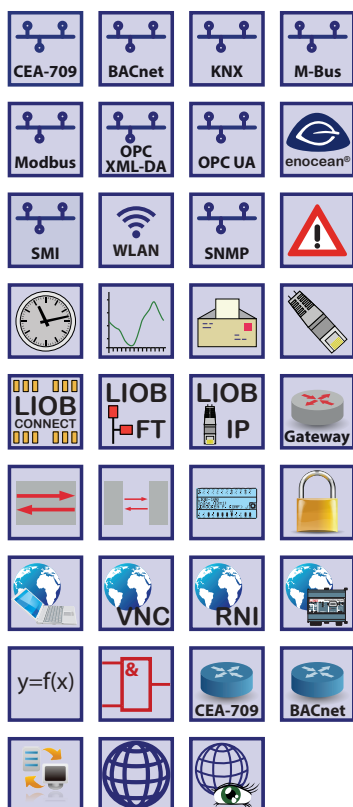 CEA-709
BACnet
KNX
M-Bus
Modbus
OPC
XML-DA
OPC UA
enocean®
SMI
WLAN
SNMP
!
LIOB
CONNECT
LIOB
FT
LIOB
IP
Gateway
VNC
RNI
y=f(x)
&
CEA-709
BACnet